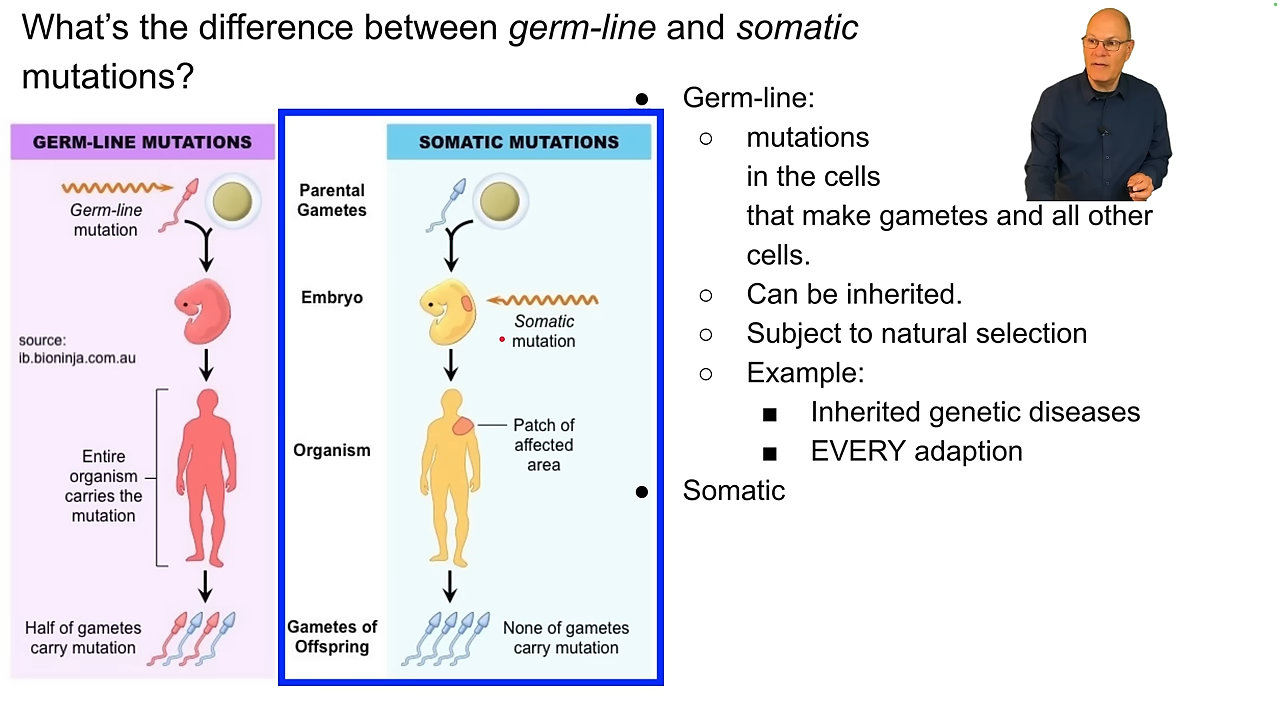 What's the difference between germ-line and somatic
mutations?
GERM-LINE MUTATIONS
Germ-line
mutation
source:
ib.bioninja.com.au
Entire
organism
carries the
mutation
Half of gametes
carry mutation
SOMATIC MUTATIONS
Parental
Gametes
Embryo
Somatic
mutation
Organism
Patch of
affected
area
Gametes of
Offspring
None of gametes
carry mutation
● Germ-line:
○ mutations
in the cells
that make gametes and all other
cells.
○ Can be inherited.
○ Subject to natural selection
○ Example:
■ Inherited genetic diseases
■ EVERY adaption
● Somatic